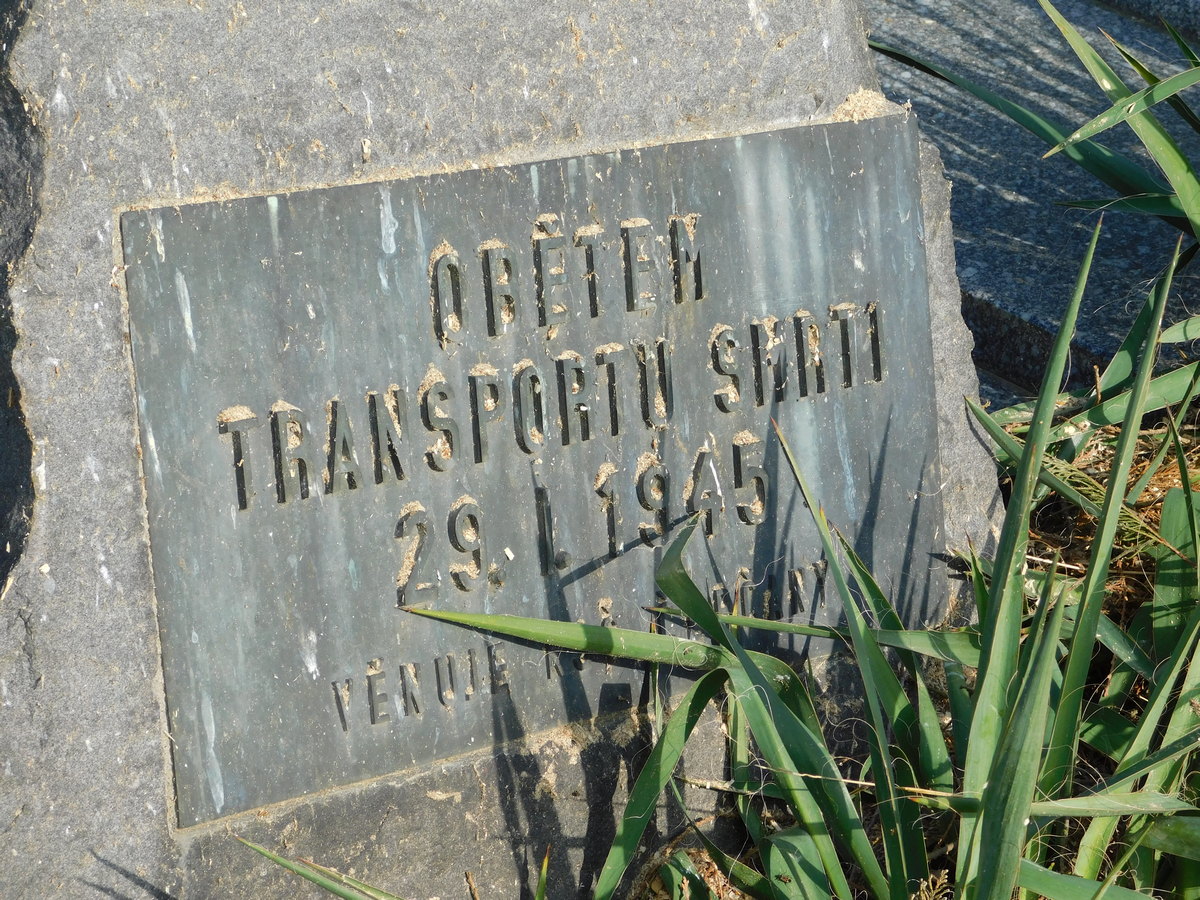 OBĚTEM
TRANSPORTU SMRTI
29. I. 1945
VĚNUJE